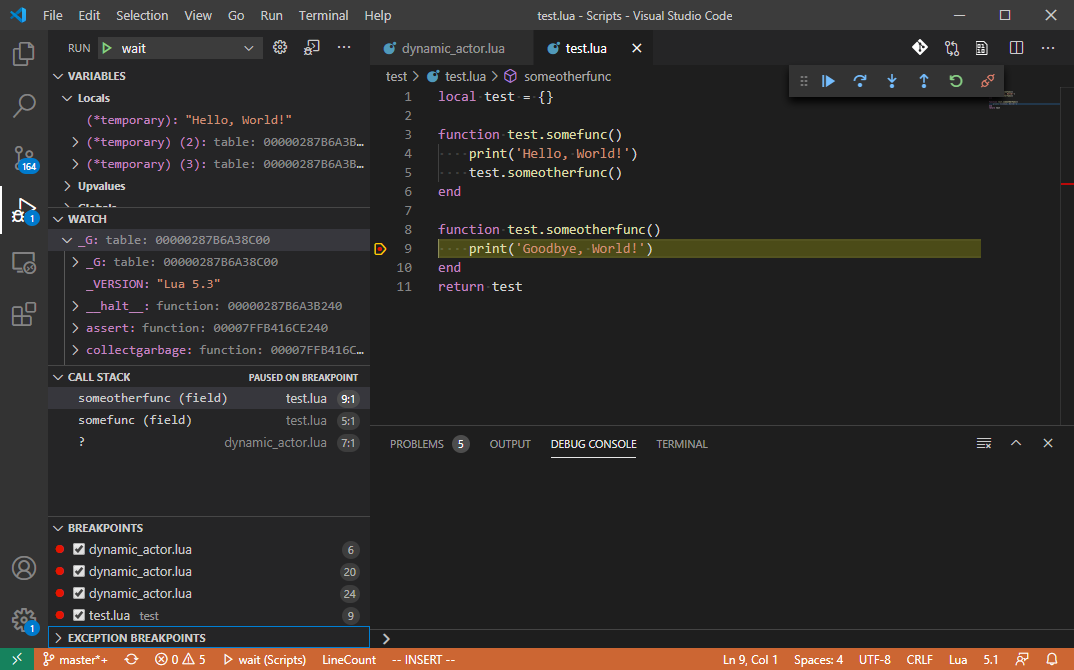 File Edit Selection View Go Run Terminal Help test.lua - Scripts - Visual Studio Code
RUN wait
dynamic_actor.lua test.lua
VARIABLES
Locals
(*temporary): "Hello, World!"
(*temporary) (2): table: 00000287B6A3B…
(*temporary) (3): table: 00000287B6A3B…
Upvalues
WATCH
_G: table: 00000287B6A38C00
_G: table: 00000287B6A38C00
_VERSION: "Lua 5.3"
__halt__: function: 00000287B6A3B240
assert: function: 00007FFB416CE240
collectgarbage: function: 00007FFB416C…
CALL STACK PAUSED ON BREAKPOINT
someotherfunc (field) test.lua 9:1
somefunc (field) test.lua 5:1
? dynamic_actor.lua 7:1
BREAKPOINTS
dynamic_actor.lua 6
dynamic_actor.lua 20
dynamic_actor.lua 24
test.lua test 9
EXCEPTION BREAKPOINTS
164
1
1
test > test.lua > someotherfunc
1 local test = {}
2
3 function test.somefunc()
4 ····print('Hello,·World!')
5 ····test.someotherfunc()
6 end
7
8 function test.someotherfunc()
9 ····print('Goodbye,·World!')
10 end
11 return test
PROBLEMS 5 OUTPUT DEBUG CONSOLE TERMINAL
master*+ 0 5 wait (Scripts) LineCount -- INSERT -- Ln 9, Col 1 Spaces: 4 UTF-8 CRLF Lua 5.1